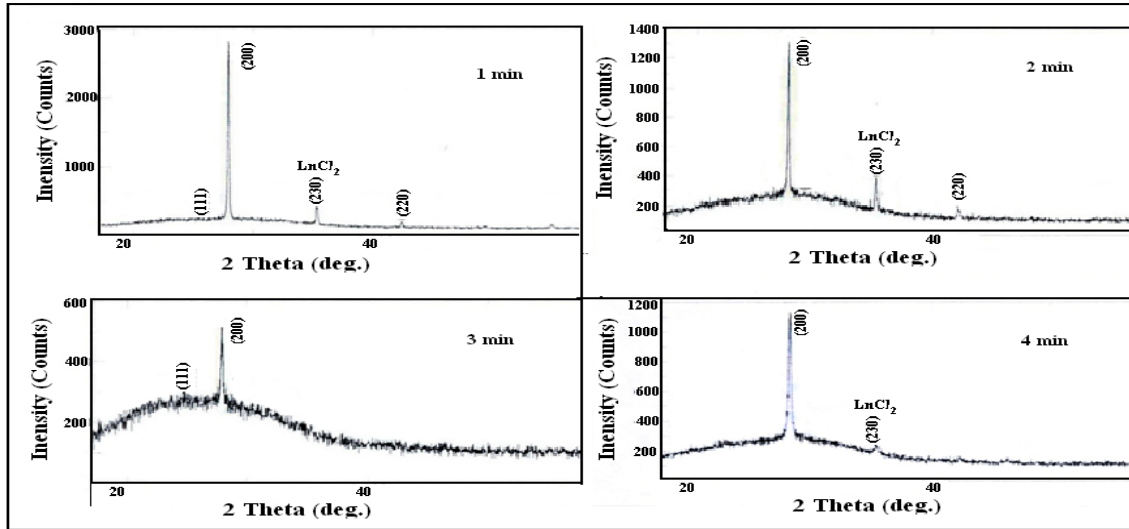 3000
2000
1000
Inensity (Counts)
(200)
1 min
(111)
LnCl2
(230)
(220)
20
40
2 Theta (deg.)
1400
1200
1000
800
600
400
200
Inensity (Counts)
(200)
2 min
LnCl2
(230)
(220)
20
40
2 Theta (deg.)
600
400
200
Inensity (Counts)
(200)
3 min
(111)
20
40
2 Theta (deg.)
1200
1000
800
600
400
200
Inensity (Counts)
(200)
4 min
LnCl2
(230)
20
40
2 Theta (deg.)